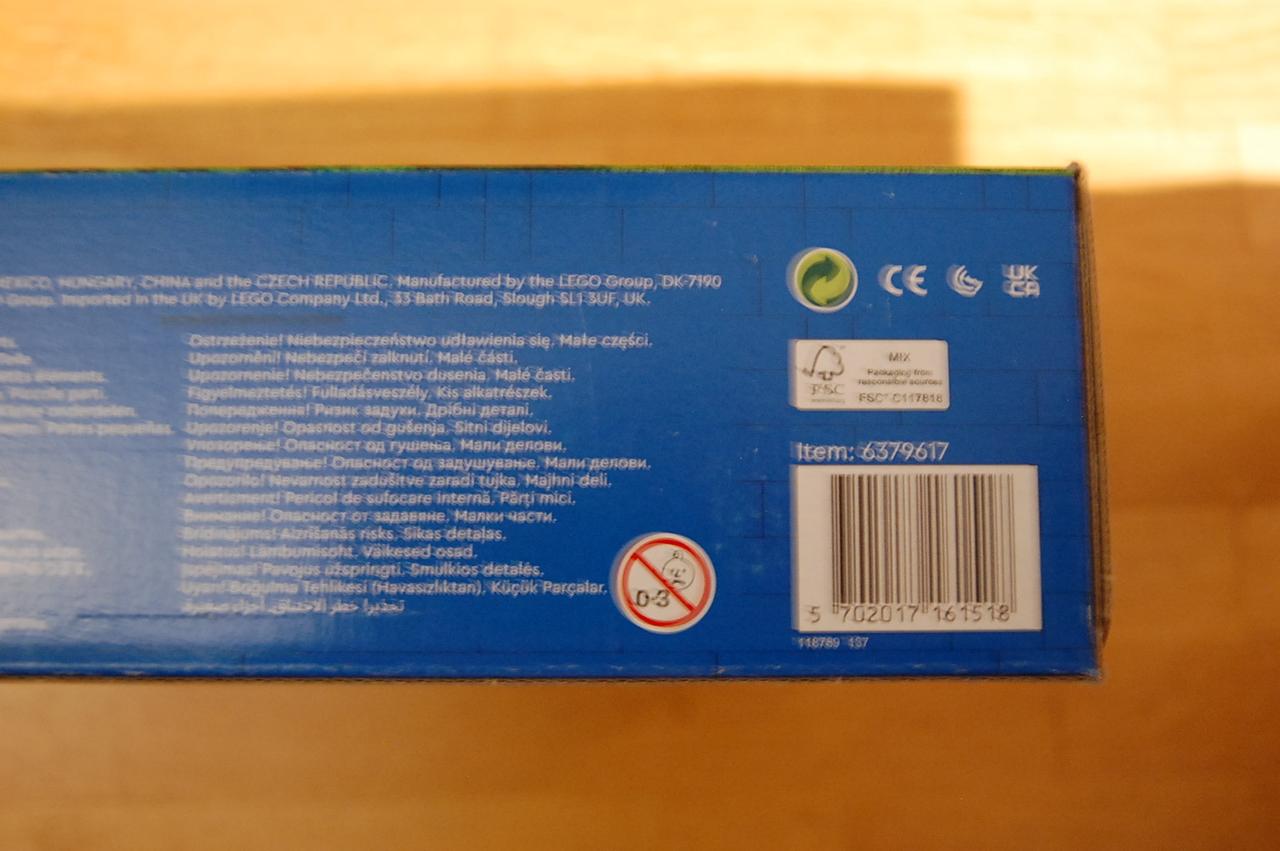 MEXICO, HUNGARY, CHINA and the CZECH REPUBLIC. Manufactured by the LEGO Group, DK-7190
Group. Imported in the UK by LEGO Company Ltd., 33 Bath Road, Slough SL1 3UF, UK.
Ostrzeżenie! Niebezpieczeństwo udławienia się. Małe części.
Upozornění! Nebezpečí zalknutí. Malé části.
Upozornenie! Nebezpečenstvo dusenia. Malé časti.
Figyelmeztetés! Fulladásveszély. Kis alkatrészek.
Попередження! Ризик задухи. Дрібні деталі.
Upozorenje! Opasnost od gušenja. Sitni dijelovi.
Упозорење! Опасност од гушења. Мали делови.
Предупредување! Опасност од задушување. Мали делови.
Opozorilo! Nevarnost zadušitve zaradi tujka. Majhni deli.
Avertisment! Pericol de sufocare internă. Părți mici.
Внимание! Опасност от задавяне. Малки части.
Brīdinājums! Aizrīšanās risks. Sīkas detaļas.
Hoiatus! Lämbumisoht. Väikesed osad.
Įspėjimas! Pavojus užspringti. Smulkios detalės.
Uyarı! Boğulma Tehlikesi (Havasızlıktan). Küçük Parçalar.
تحذير! خطر الاختناق. أجزاء صغيرة.
0-3
CE
UK
CA
FSC
MIX
Packaging from
responsible sources
FSC® C117818
Item: 6379617
5 702017 161518
118789 137